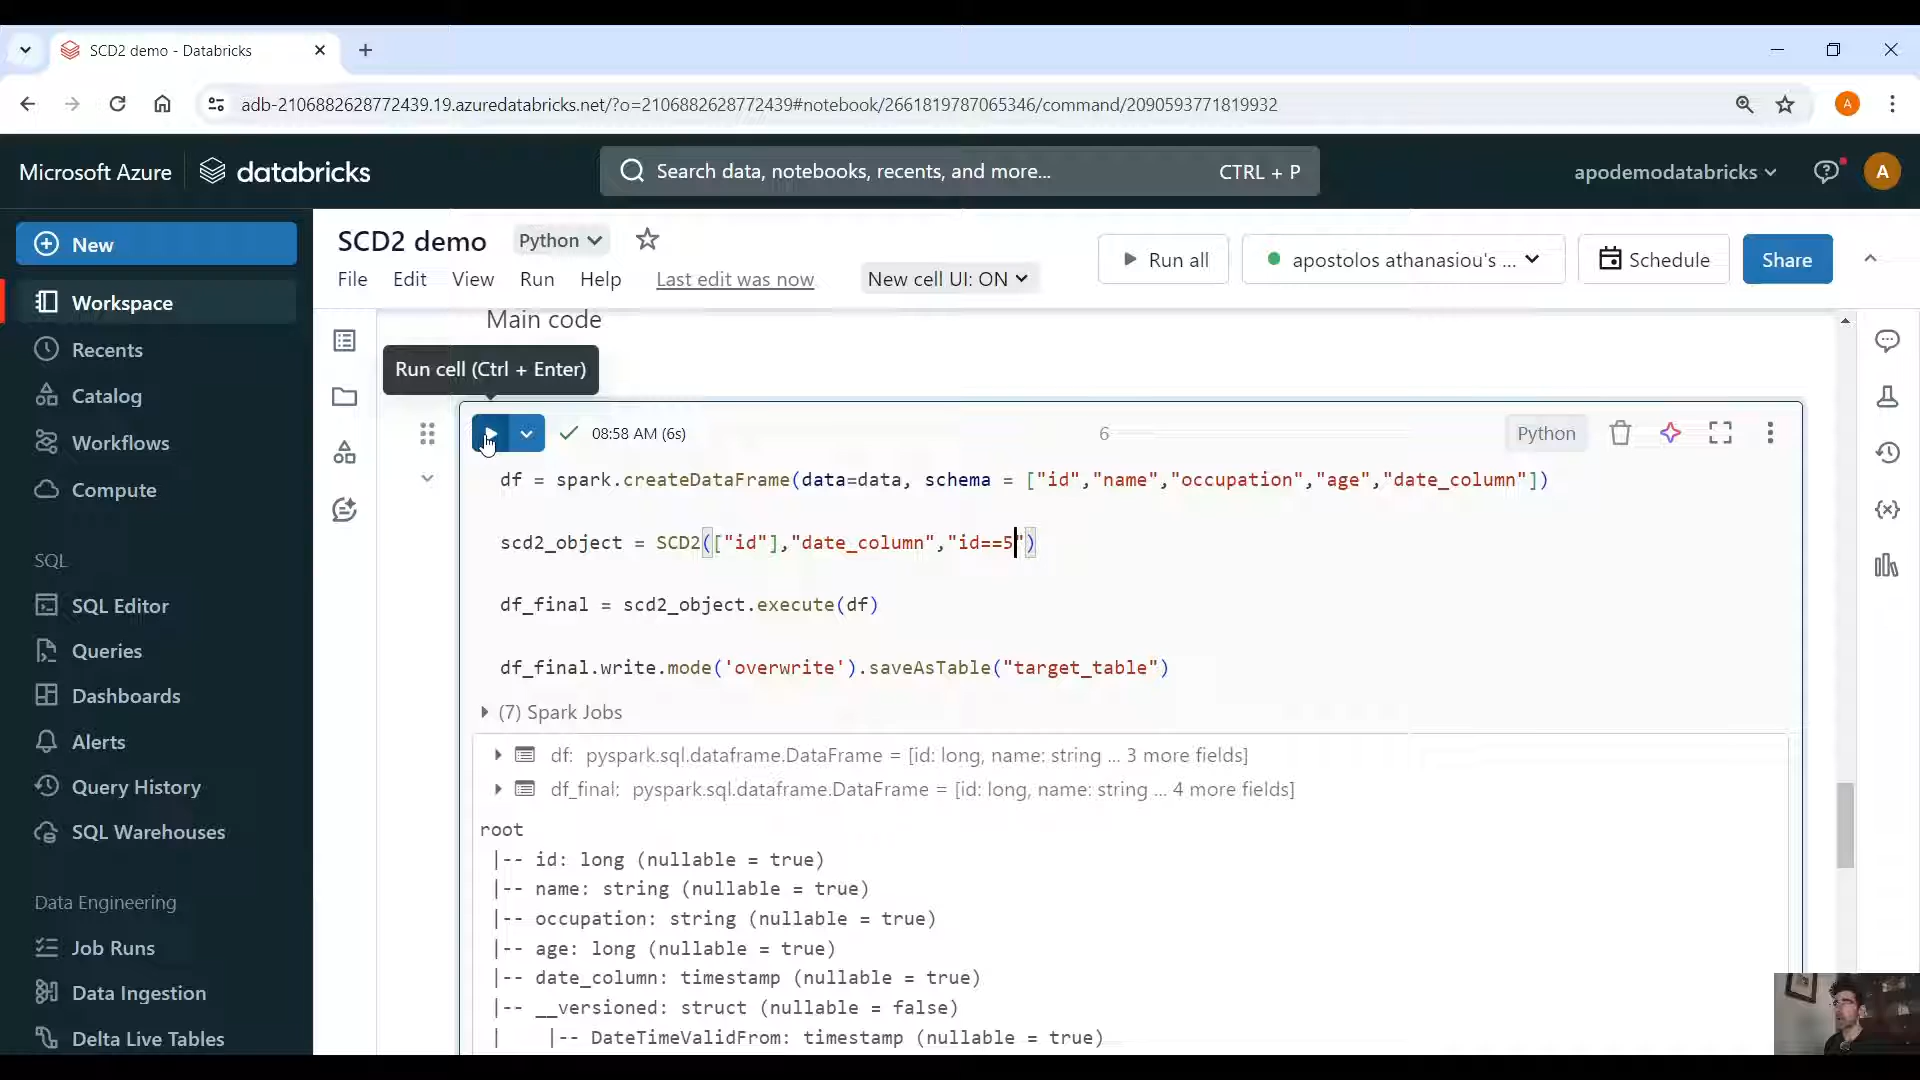 SCD2 demo - Databricks
adb-2106882628772439.19.azuredatabricks.net/?o=2106882628772439#notebook/2661819787065346/command/2090593771819932
A
Microsoft Azure
databricks
Search data, notebooks, recents, and more...
CTRL + P
apodemodatabricks
A
New
Workspace
Recents
Catalog
Workflows
Compute
SQL
SQL Editor
Queries
Dashboards
Alerts
Query History
SQL Warehouses
Data Engineering
Job Runs
Data Ingestion
Delta Live Tables
SCD2 demo
Python
File
Edit
View
Run
Help
Last edit was now
New cell UI: ON
Run all
apostolos athanasiou's ...
Schedule
Share
Main code
Run cell (Ctrl + Enter)
08:58 AM (6s)
6
Python
df = spark.createDataFrame(data=data, schema = ["id","name","occupation","age","date_column"])
scd2_object = SCD2(["id"],"date_column","id==5")
df_final = scd2_object.execute(df)
df_final.write.mode('overwrite').saveAsTable("target_table")
(7) Spark Jobs
df: pyspark.sql.dataframe.DataFrame = [id: long, name: string ... 3 more fields]
df_final: pyspark.sql.dataframe.DataFrame = [id: long, name: string ... 4 more fields]
root
|-- id: long (nullable = true)
|-- name: string (nullable = true)
|-- occupation: string (nullable = true)
|-- age: long (nullable = true)
|-- date_column: timestamp (nullable = true)
|-- __versioned: struct (nullable = false)
| |-- DateTimeValidFrom: timestamp (nullable = true)